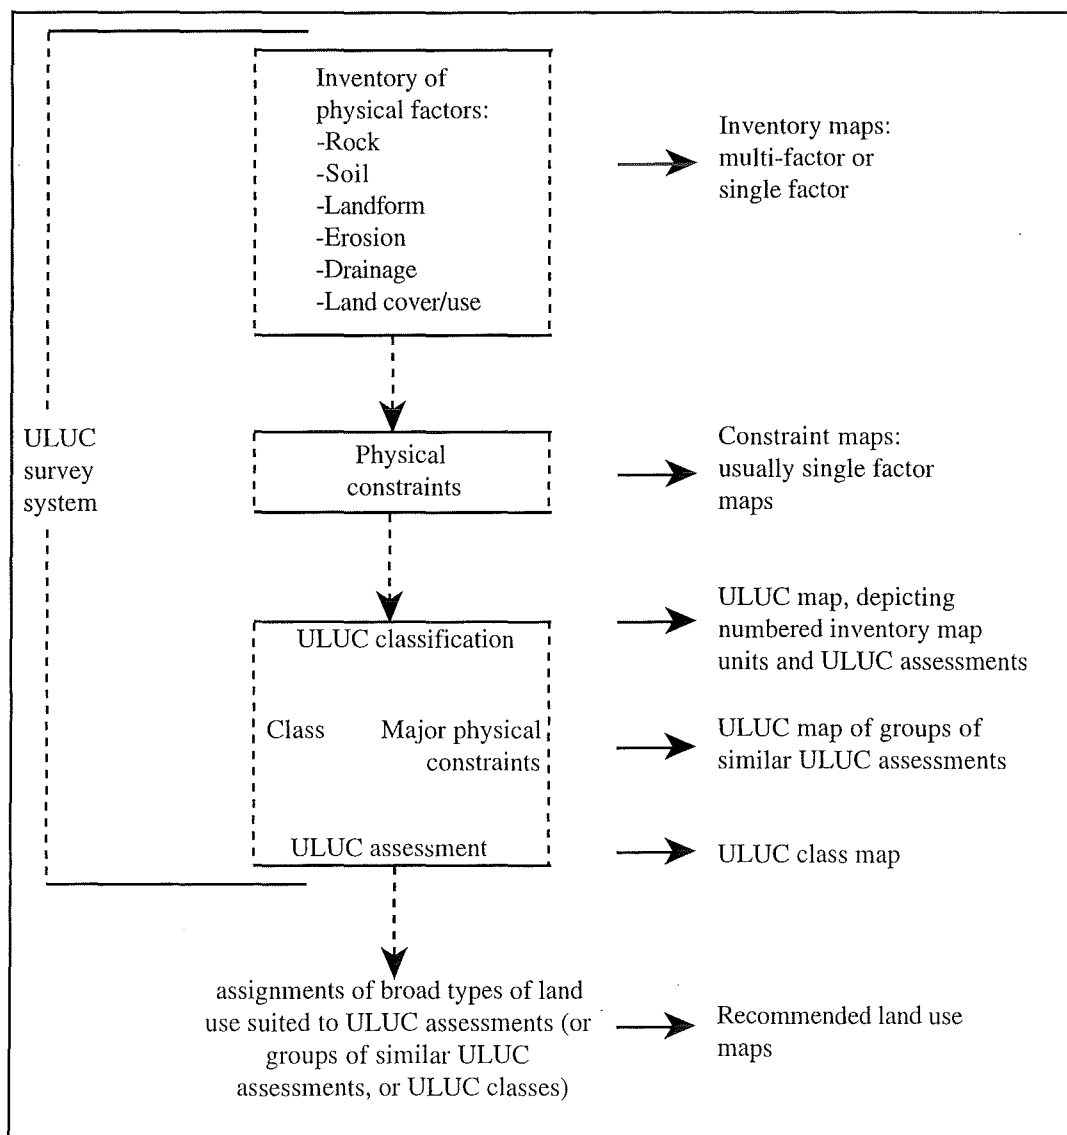 Inventory of
physical factors:
-Rock
-Soil
-Landform
-Erosion
-Drainage
-Land cover/use
Inventory maps:
multi-factor or
single factor
ULUC
survey
system
Physical
constraints
Constraint maps:
usually single factor
maps
ULUC classification
Class
Major physical
constraints
ULUC assessment
ULUC map, depicting
numbered inventory map
units and ULUC assessments
ULUC map of groups of
similar ULUC assessments
ULUC class map
assignments of broad types of land
use suited to ULUC assessments (or
groups of similar ULUC
assessments, or ULUC classes)
Recommended land use
maps